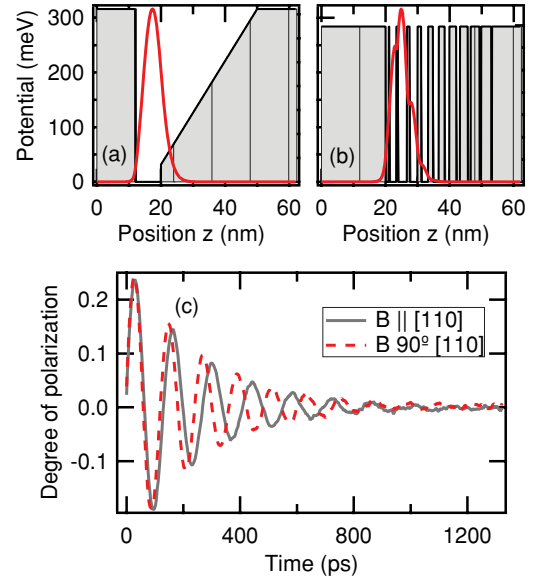 300
200
100
0
Potential (meV)
(a)
(b)
0 20 40 60
0 20 40 60
Position z (nm)
Position z (nm)
(c)
B || [110]
B 90º [110]
0.2
0.1
0.0
-0.1
Degree of polarization
0 400 800 1200
Time (ps)